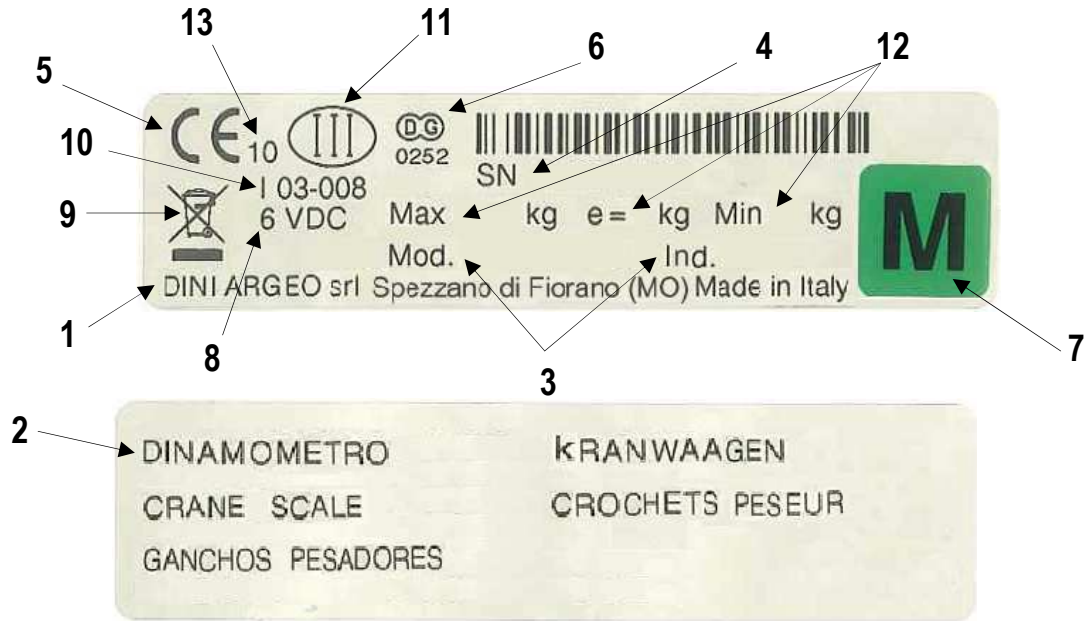 13
11
6
4
12
5
CE
10
III
DG
0252
10
SN
I 03-008
9
6 VDC
Max kg e= kg Min kg
M
Mod. Ind.
DINI ARGEO srl Spezzano di Fiorano (MO) Made in Italy
1
8
3
7
2
DINAMOMETRO
kRANWAAGEN
CRANE SCALE
CROCHETS PESEUR
GANCHOS PESADORES